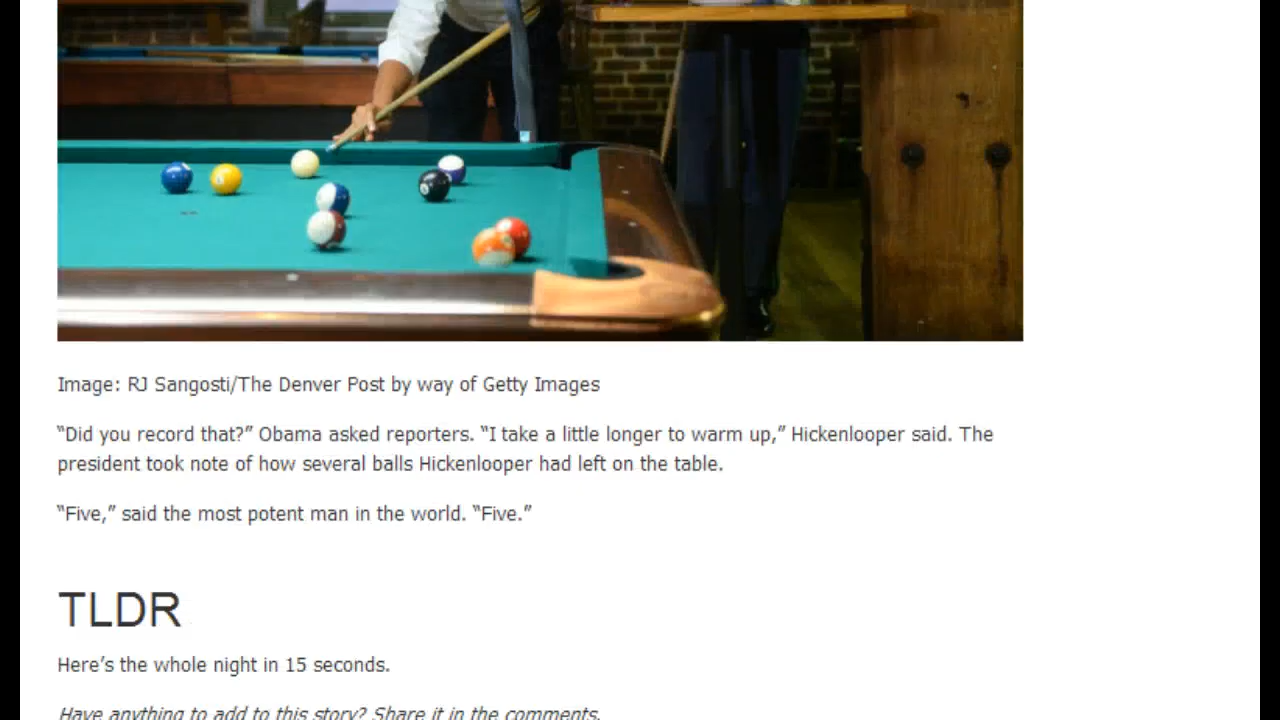 Image: RJ Sangosti/The Denver Post by way of Getty Images
“Did you record that?” Obama asked reporters. “I take a little longer to warm up,” Hickenlooper said. The
president took note of how several balls Hickenlooper had left on the table.
“Five,” said the most potent man in the world. “Five.”
TLDR
Here’s the whole night in 15 seconds.
Have anything to add to this story? Share it in the comments.